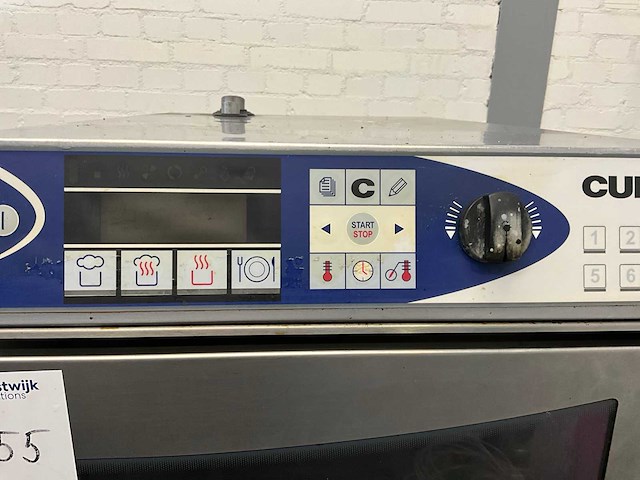 I
C
START
STOP
CU
1 2
5 6
stwijk
tions
55